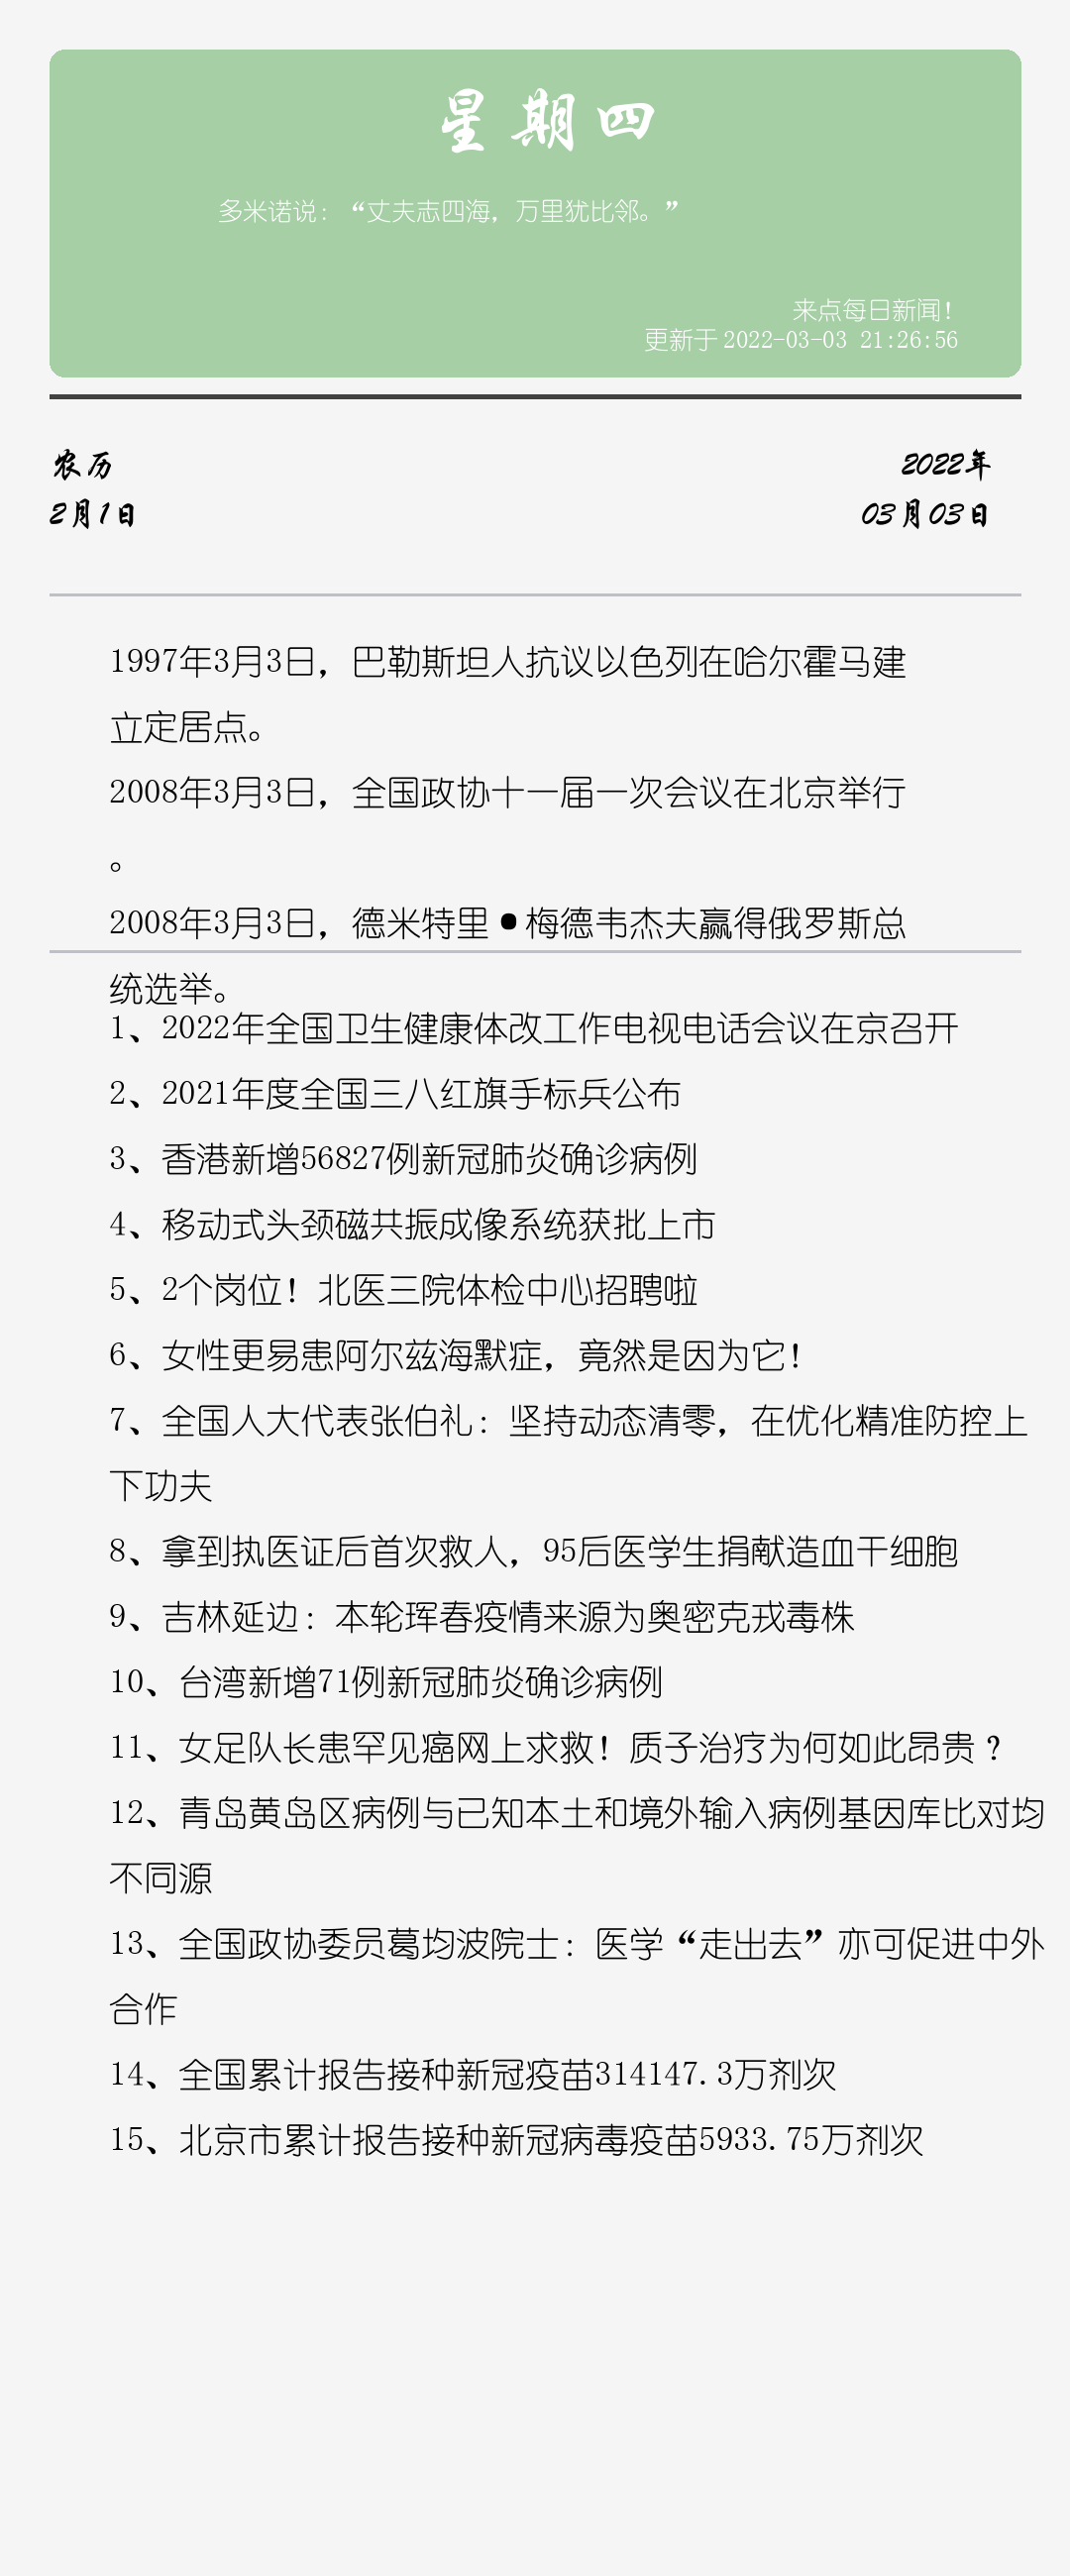 星期四
多米诺说：“丈夫志四海，万里犹比邻。”
来点每日新闻！
更新于 2022-03-03 21:26:56
农历
2022年
2月1日
03月03日
1997年3月3日，巴勒斯坦人抗议以色列在哈尔霍马建
立定居点。
2008年3月3日，全国政协十一届一次会议在北京举行
。
2008年3月3日，德米特里●梅德韦杰夫赢得俄罗斯总
统选举。
1、2022年全国卫生健康体改工作电视电话会议在京召开
2、2021年度全国三八红旗手标兵公布
3、香港新增56827例新冠肺炎确诊病例
4、移动式头颈磁共振成像系统获批上市
5、2个岗位！北医三院体检中心招聘啦
6、女性更易患阿尔兹海默症，竟然是因为它！
7、全国人大代表张伯礼：坚持动态清零，在优化精准防控上
下功夫
8、拿到执医证后首次救人，95后医学生捐献造血干细胞
9、吉林延边：本轮珲春疫情来源为奥密克戎毒株
10、台湾新增71例新冠肺炎确诊病例
11、女足队长患罕见癌网上求救！质子治疗为何如此昂贵？
12、青岛黄岛区病例与已知本土和境外输入病例基因库比对均
不同源
13、全国政协委员葛均波院士：医学“走出去”亦可促进中外
合作
14、全国累计报告接种新冠疫苗314147.3万剂次
15、北京市累计报告接种新冠病毒疫苗5933.75万剂次